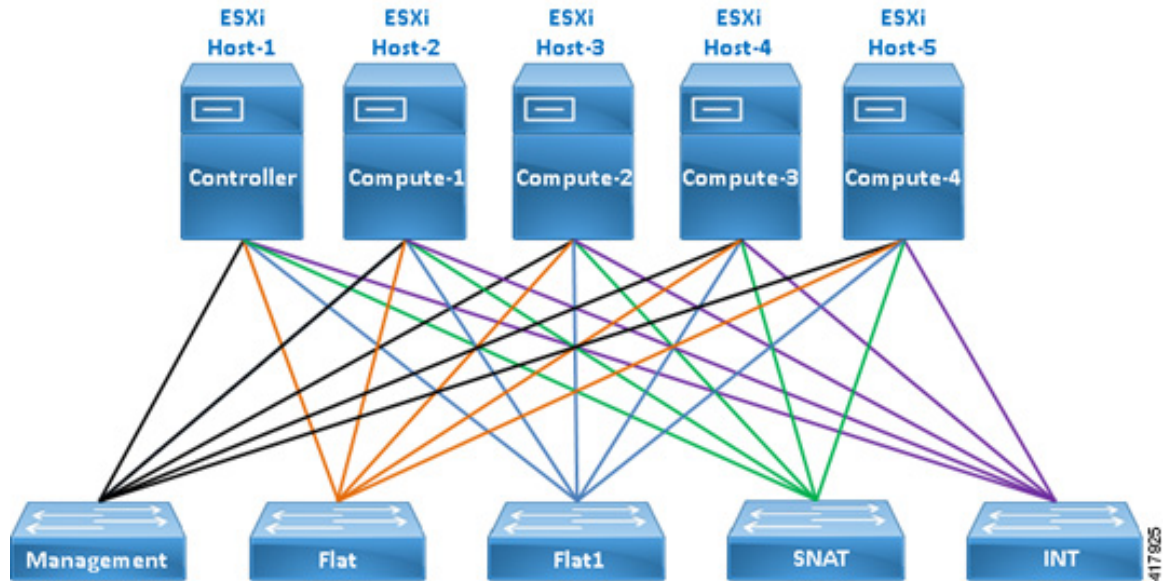 ESXi Host-1
ESXi Host-2
ESXi Host-3
ESXi Host-4
ESXi Host-5
Controller
Compute-1
Compute-2
Compute-3
Compute-4
Management
Flat
Flat1
SNAT
INT
417925